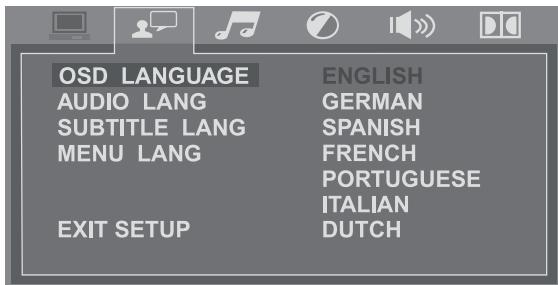 OSD LANGUAGE ENGLISH
AUDIO LANG GERMAN
SUBTITLE LANG SPANISH
MENU LANG FRENCH
PORTUGUESE
ITALIAN
EXIT SETUP DUTCH